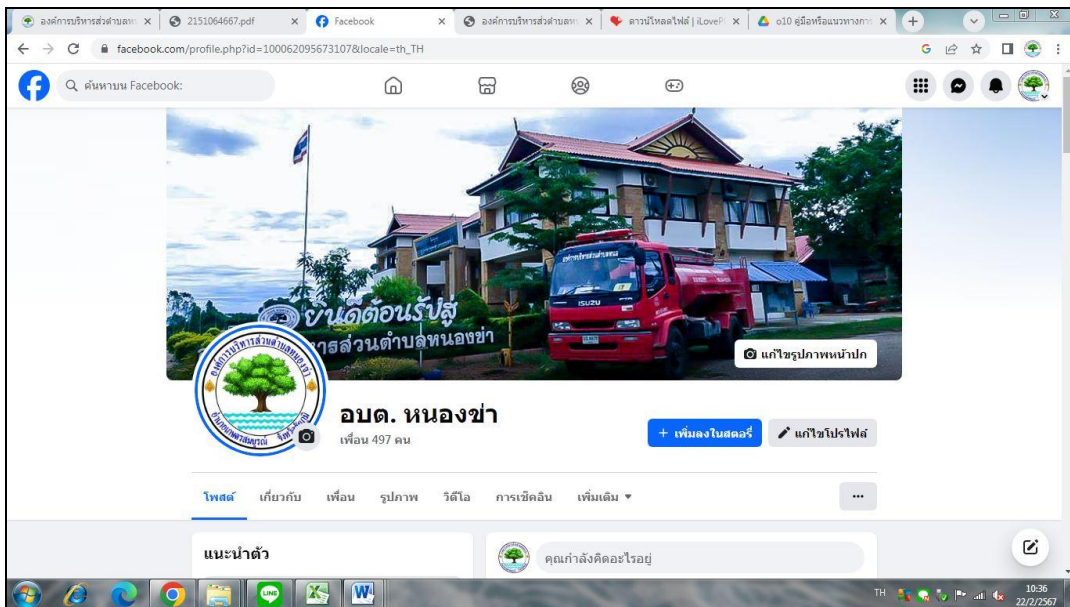 องค์การบริหารส่วนตำบลหน
2151064667.pdf
Facebook
องค์การบริหารส่วนตำบลหน
ดาวน์โหลดไฟล์ | iLoveP
o10 คู่มือหรือแนวทางการ
facebook.com/profile.php?id=100062095673107&locale=th_TH
ค้นหาบน Facebook:
ยินดีต้อนรับสู่
ารส่วนตำบลหนองข่า
ISUZU
แก้ไขรูปภาพหน้าปก
อบต. หนองข่า
เพื่อน 497 คน
+ เพิ่มลงในสตอรี่
แก้ไขโปรไฟล์
โพสต์ เกี่ยวกับ เพื่อน รูปภาพ วิดีโอ การเช็คอิน เพิ่มเติม
แนะนำตัว
คุณกำลังคิดอะไรอยู่
TH
10:36
22/2/2567